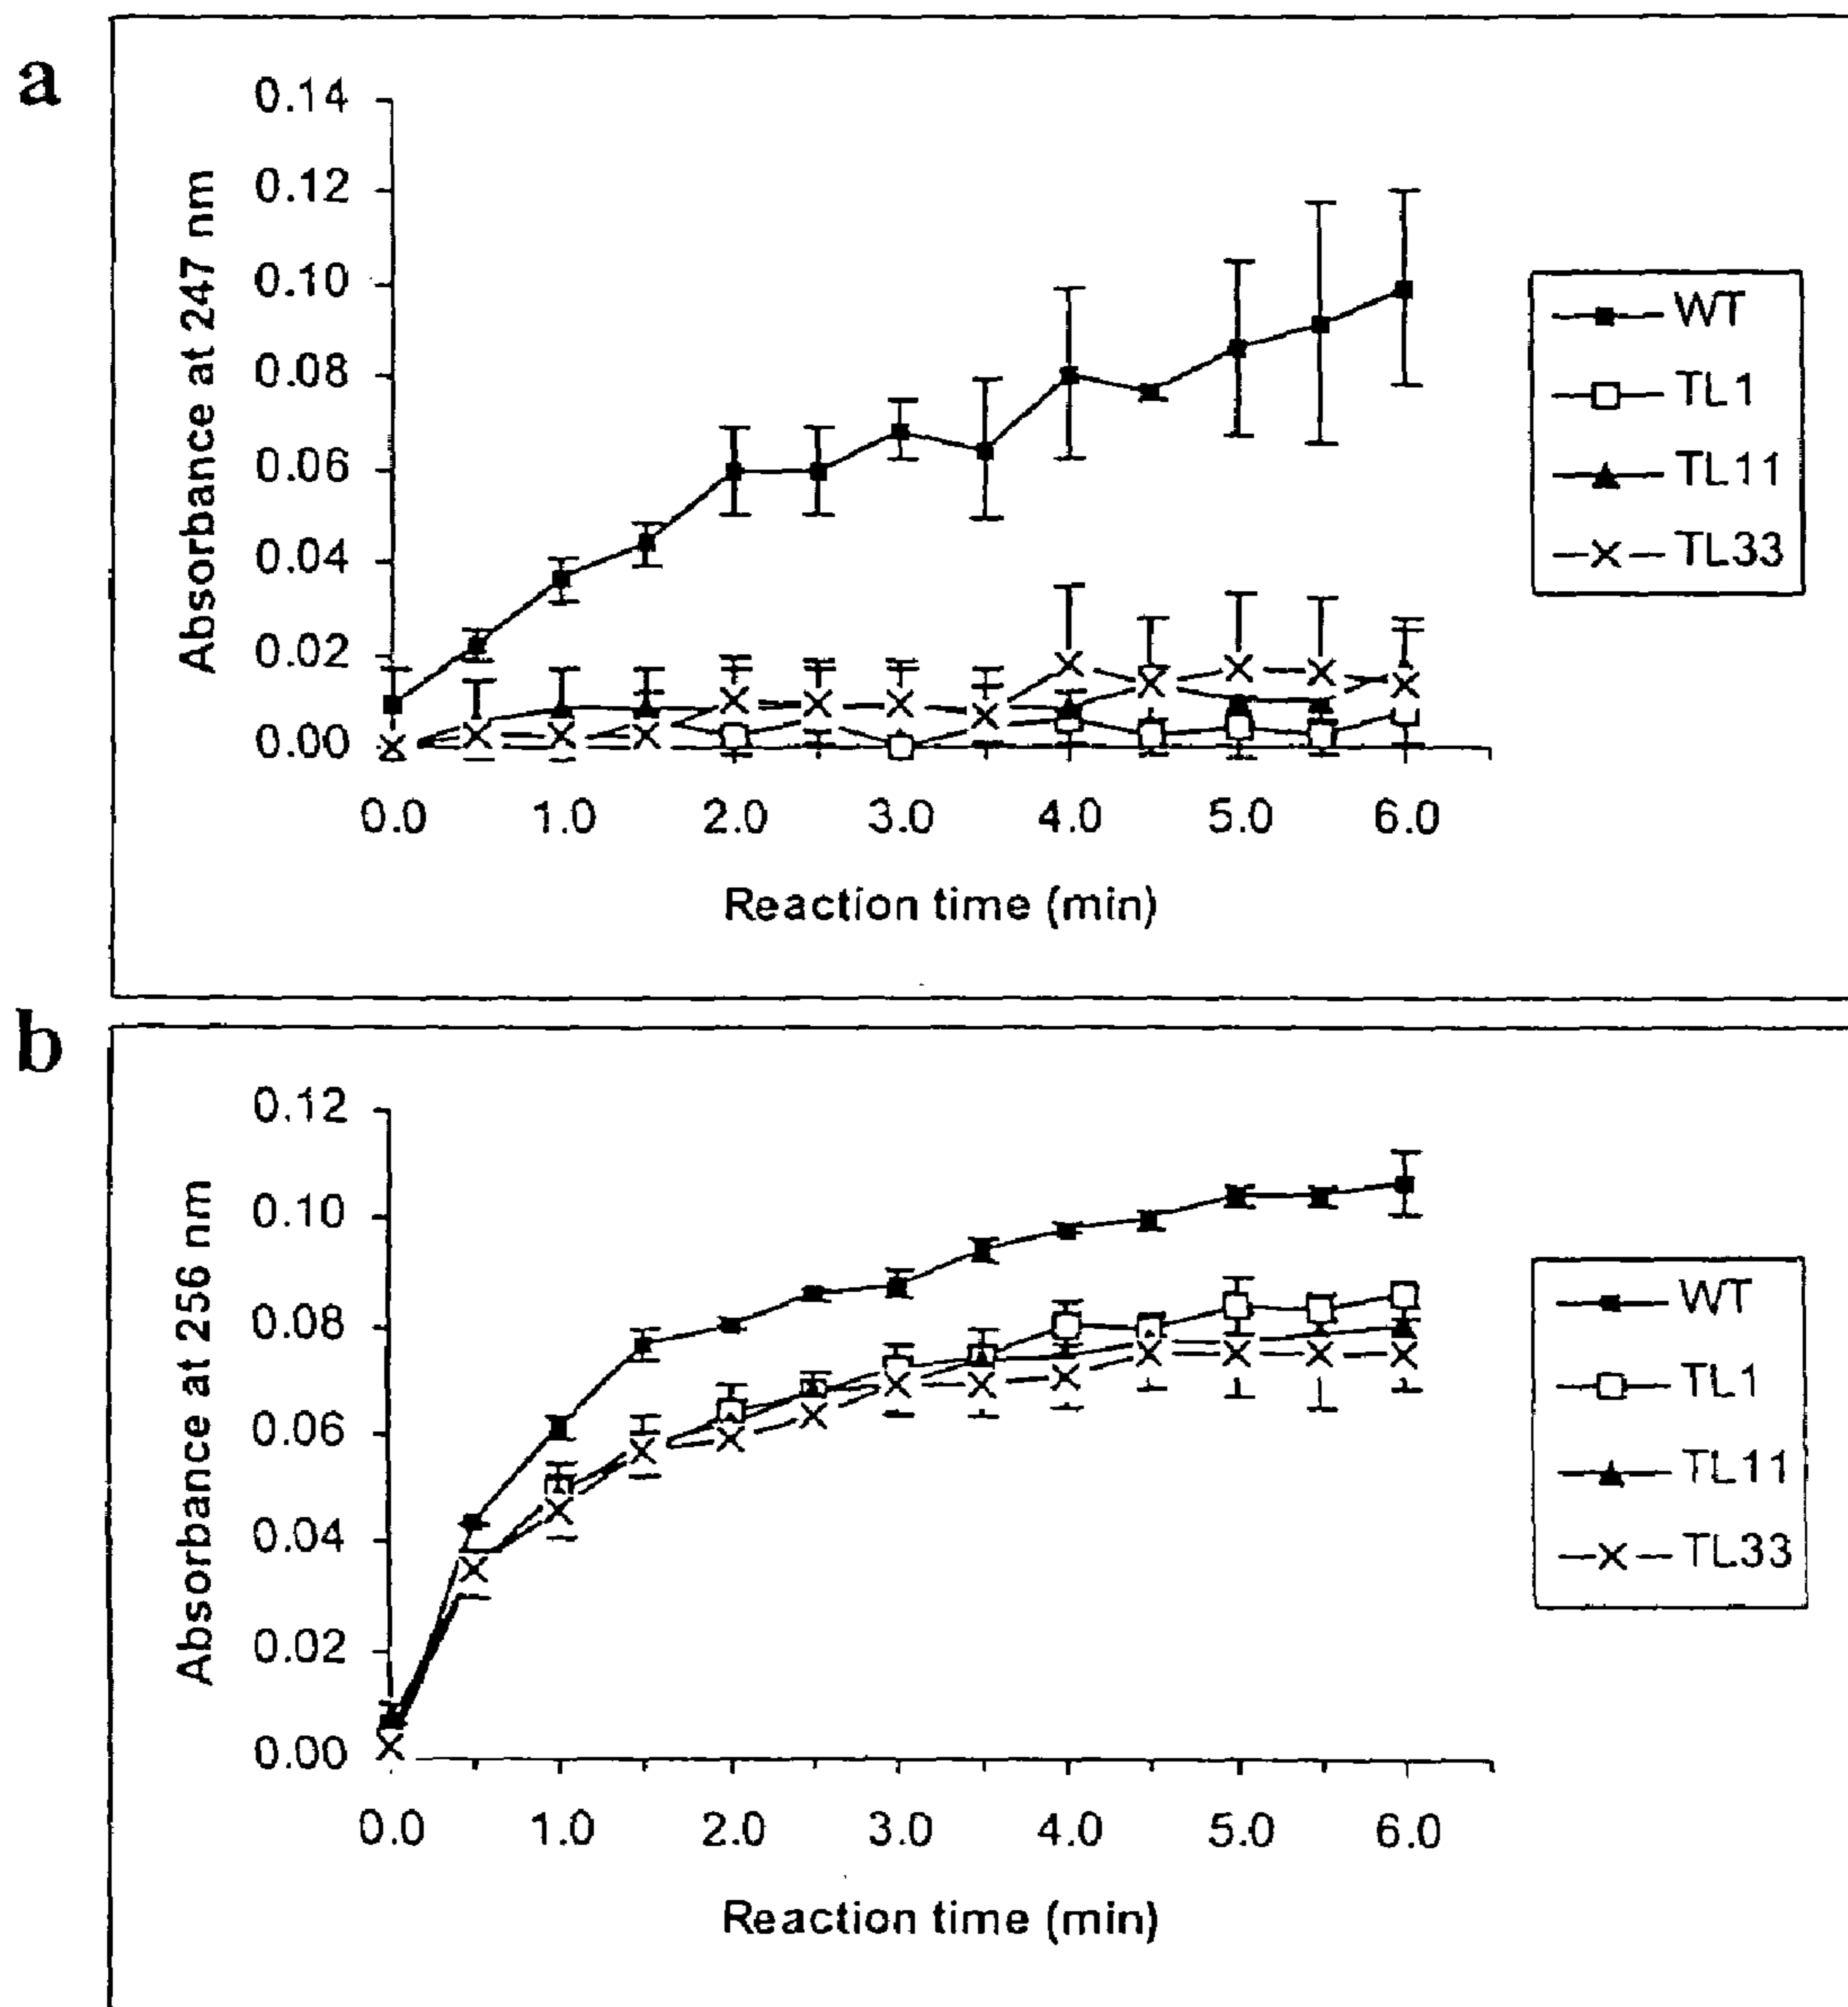 a
0.14
0.12
0.10
0.08
0.06
0.04
0.02
0.00
Absorbance at 247 nm
0.0 1.0 2.0 3.0 4.0 5.0 6.0
Reaction time (min)
WT
TL1
TL11
TL33
b
0.12
0.10
0.08
0.06
0.04
0.02
0.00
Absorbance at 256 nm
0.0 1.0 2.0 3.0 4.0 5.0 6.0
Reaction time (min)
WT
TL1
TL11
TL33